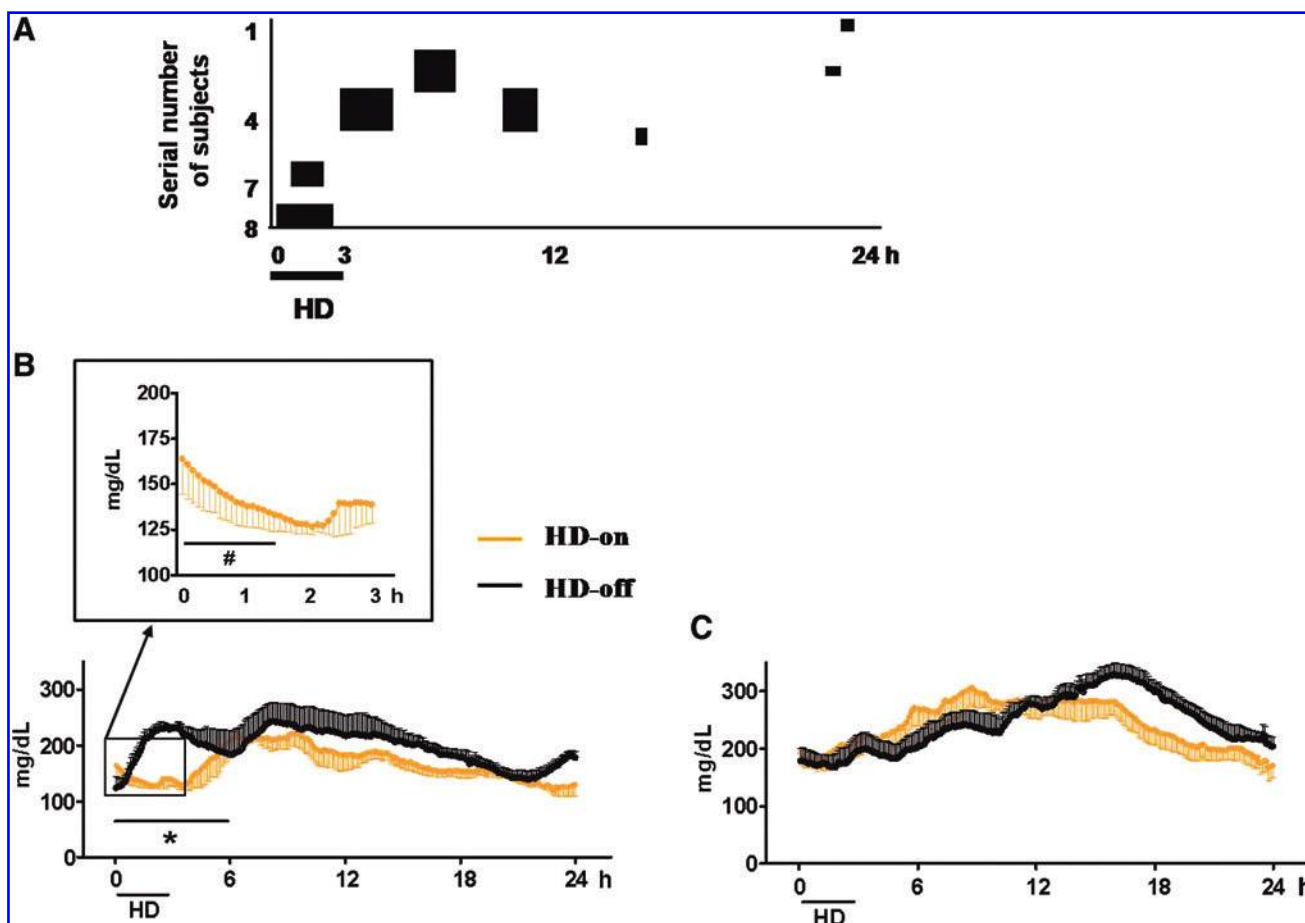 A
Serial number
of subjects
1
4
7
8
0 3 12 24 h
HD
B
200
175
150
125
100
mg/dL
#
0 1 2 3 h
HD-on
HD-off
300
200
100
0
mg/dL
*
0 6 12 18 24 h
HD
C
300
200
100
0
mg/dL
0 6 12 18 24 h
HD